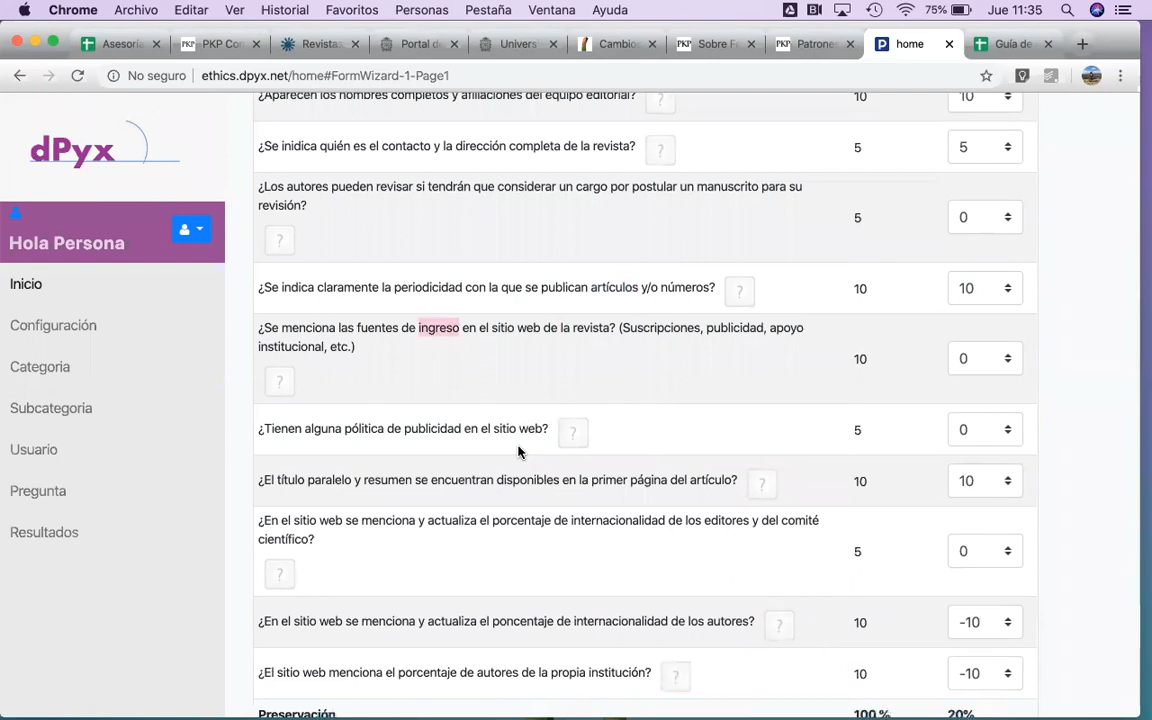 Chrome Archivo Editar Ver Historial Favoritos Personas Pestaña Ventana Ayuda 75% Jue 11:35
Asesoría PKP Con Revistas Portal de Univers Cambio Sobre F Patrones home Guía de
No seguro ethics.dpyx.net/home#FormWizard-1-Page1
dPyx
Hola Persona
Inicio
Configuración
Categoria
Subcategoria
Usuario
Pregunta
Resultados
¿Aparecen los nombres completos y afiliaciones del equipo editorial? ? 10 10
¿Se inidica quién es el contacto y la dirección completa de la revista? ? 5 5
¿Los autores pueden revisar si tendrán que considerar un cargo por postular un manuscrito para su
revisión?
? 5 0
¿Se indica claramente la periodicidad con la que se publican artículos y/o números? ? 10 10
¿Se menciona las fuentes de ingreso en el sitio web de la revista? (Suscripciones, publicidad, apoyo
institucional, etc.)
? 10 0
¿Tienen alguna pólitica de publicidad en el sitio web? ? 5 0
¿El título paralelo y resumen se encuentran disponibles en la primer página del artículo? ? 10 10
¿En el sitio web se menciona y actualiza el porcentaje de internacionalidad de los editores y del comité
científico?
? 5 0
¿En el sitio web se menciona y actualiza el poncentaje de internacionalidad de los autores? ? 10 -10
¿El sitio web menciona el porcentaje de autores de la propia institución? ? 10 -10
Preservación 100 % 20%